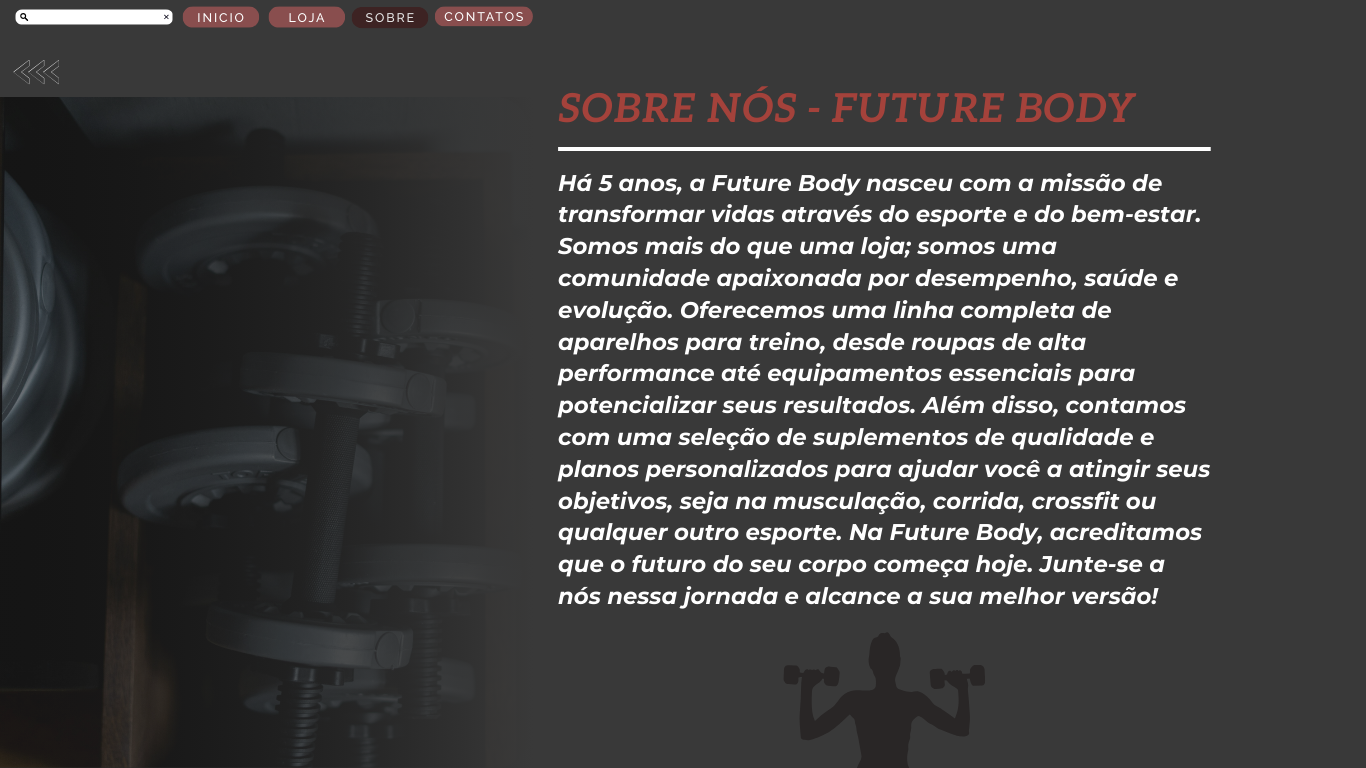 INICIO
LOJA
SOBRE
CONTATOS
SOBRE NÓS - FUTURE BODY
Há 5 anos, a Future Body nasceu com a missão de
transformar vidas através do esporte e do bem-estar.
Somos mais do que uma loja; somos uma
comunidade apaixonada por desempenho, saúde e
evolução. Oferecemos uma linha completa de
aparelhos para treino, desde roupas de alta
performance até equipamentos essenciais para
potencializar seus resultados. Além disso, contamos
com uma seleção de suplementos de qualidade e
planos personalizados para ajudar você a atingir seus
objetivos, seja na musculação, corrida, crossfit ou
qualquer outro esporte. Na Future Body, acreditamos
que o futuro do seu corpo começa hoje. Junte-se a
nós nessa jornada e alcance a sua melhor versão!